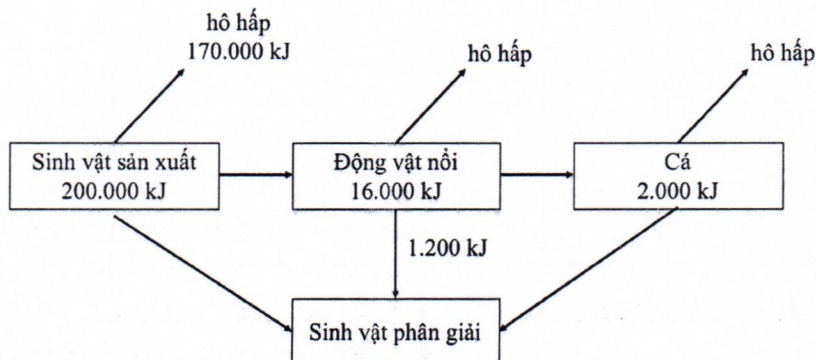 hô hấp
170.000 kJ
hô hấp
hô hấp
Sinh vật sản xuất
200.000 kJ
Động vật nổi
16.000 kJ
Cá
2.000 kJ
1.200 kJ
Sinh vật phân giải